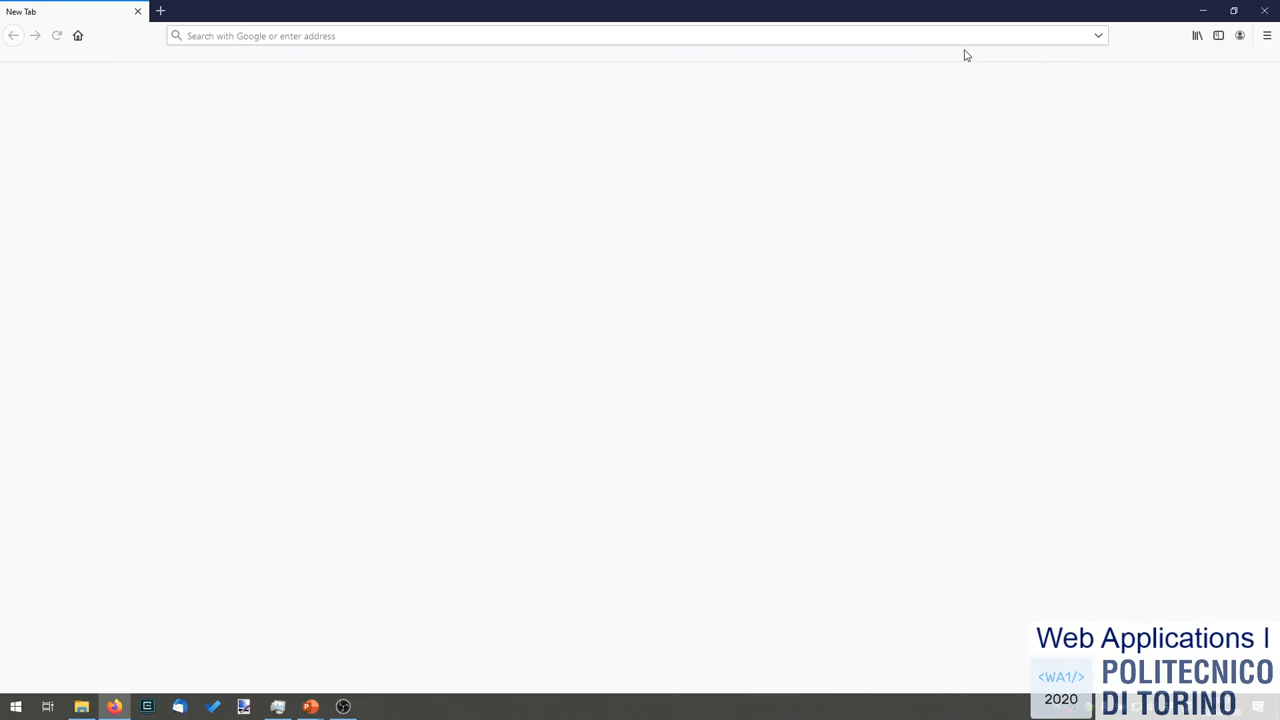 New Tab
Search with Google or enter address
Web Applications I
<WA1/>
2020
POLITECNICO
DI TORINO